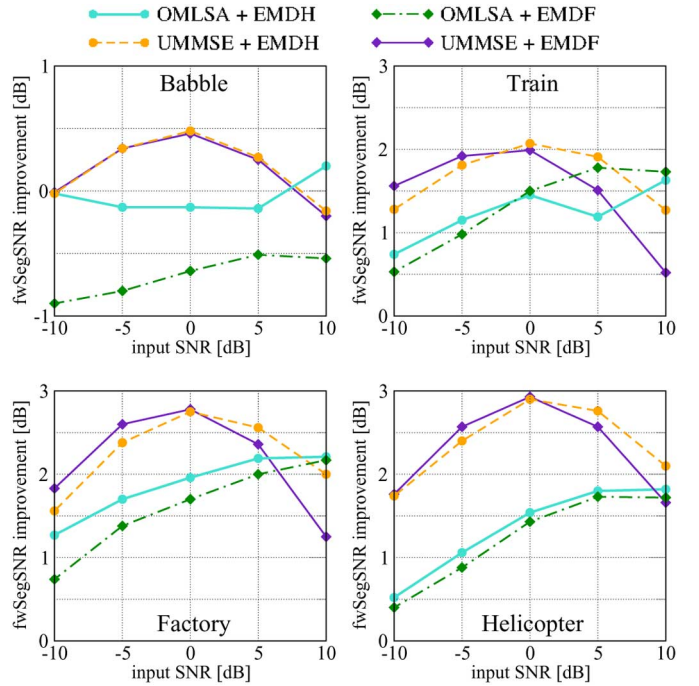 OMLSA + EMDH
OMLSA + EMDF
UMMSE + EMDH
UMMSE + EMDF
Babble
fwSegSNR improvement [dB]
1
0
-1
-10 -5 0 5 10
input SNR [dB]
Train
fwSegSNR improvement [dB]
3
2
1
0
-10 -5 0 5 10
input SNR [dB]
Factory
fwSegSNR improvement [dB]
3
2
1
0
-10 -5 0 5 10
input SNR [dB]
Helicopter
fwSegSNR improvement [dB]
3
2
1
0
-10 -5 0 5 10
input SNR [dB]